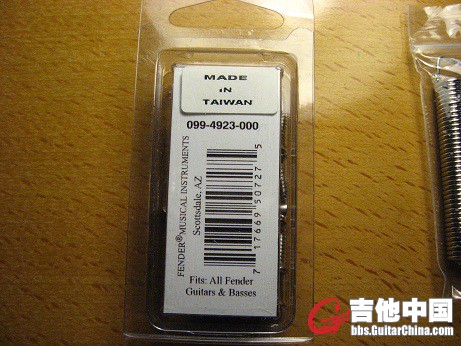 MADE
iN
TAIWAN
099-4923-000
FENDER® MUSICAL INSTRUMENTS
Scottsdale, AZ
7 17669 50727 5
Fits: All Fender
Guitars & Basses
吉他中国
bbs.GuitarChina.com